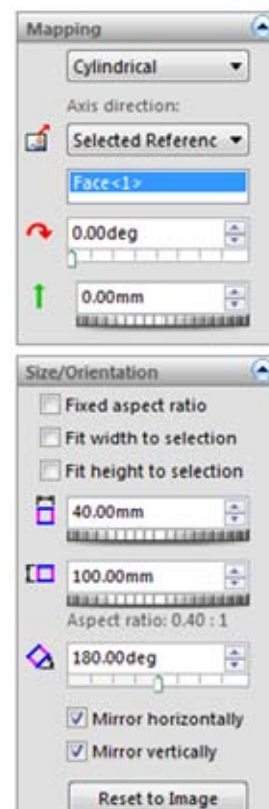 Mapping
Cylindrical
Axis direction:
Selected Referenc
Face<1>
0.00deg
0.00mm
Size/Orientation
Fixed aspect ratio
Fit width to selection
Fit height to selection
40.00mm
100.00mm
Aspect ratio: 0.40 : 1
180.00deg
Mirror horizontally
Mirror vertically
Reset to Image